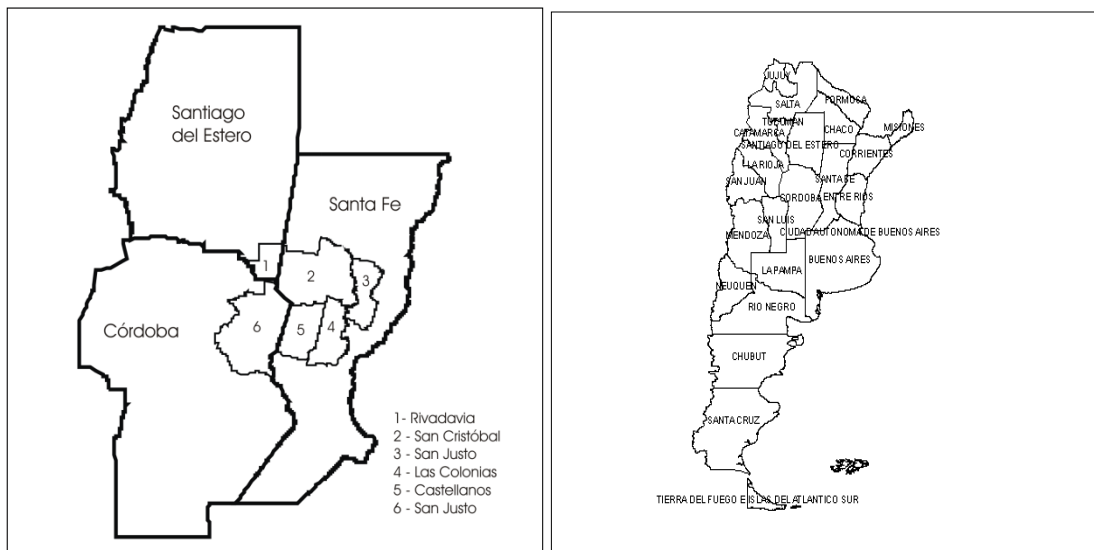 Santiago
del Estero
Santa Fe
1
2
3
Córdoba
6
5
4
1- Rivadavia
2 - San Cristóbal
3 - San Justo
4 - Las Colonias
5 - Castellanos
6 - San Justo
JUJUY
SALTA
FORMOSA
TUCUMAN
CHACO
MISIONES
CATAMARCA
SANTIAGO DEL ESTERO
CORRIENTES
LA RIOJA
SAN JUAN
SANTA FE
CORDOBA
ENTRE RIOS
SAN LUIS
MENDOZA
CIUDAD AUTONOMA DE BUENOS AIRES
BUENOS AIRES
LA PAMPA
NEUQUEN
RIO NEGRO
CHUBUT
SANTA CRUZ
TIERRA DEL FUEGO E ISLAS DEL ATLANTICO SUR